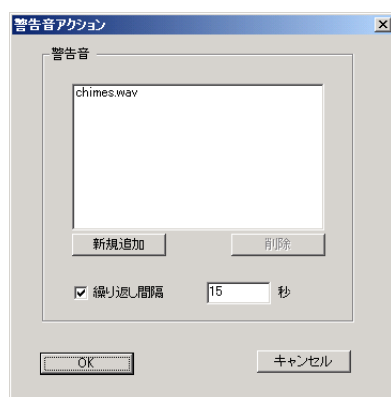 警告音アクション
警告音
chimes.wav
新規追加 削除
繰り返し間隔 15 秒
OK キャンセル